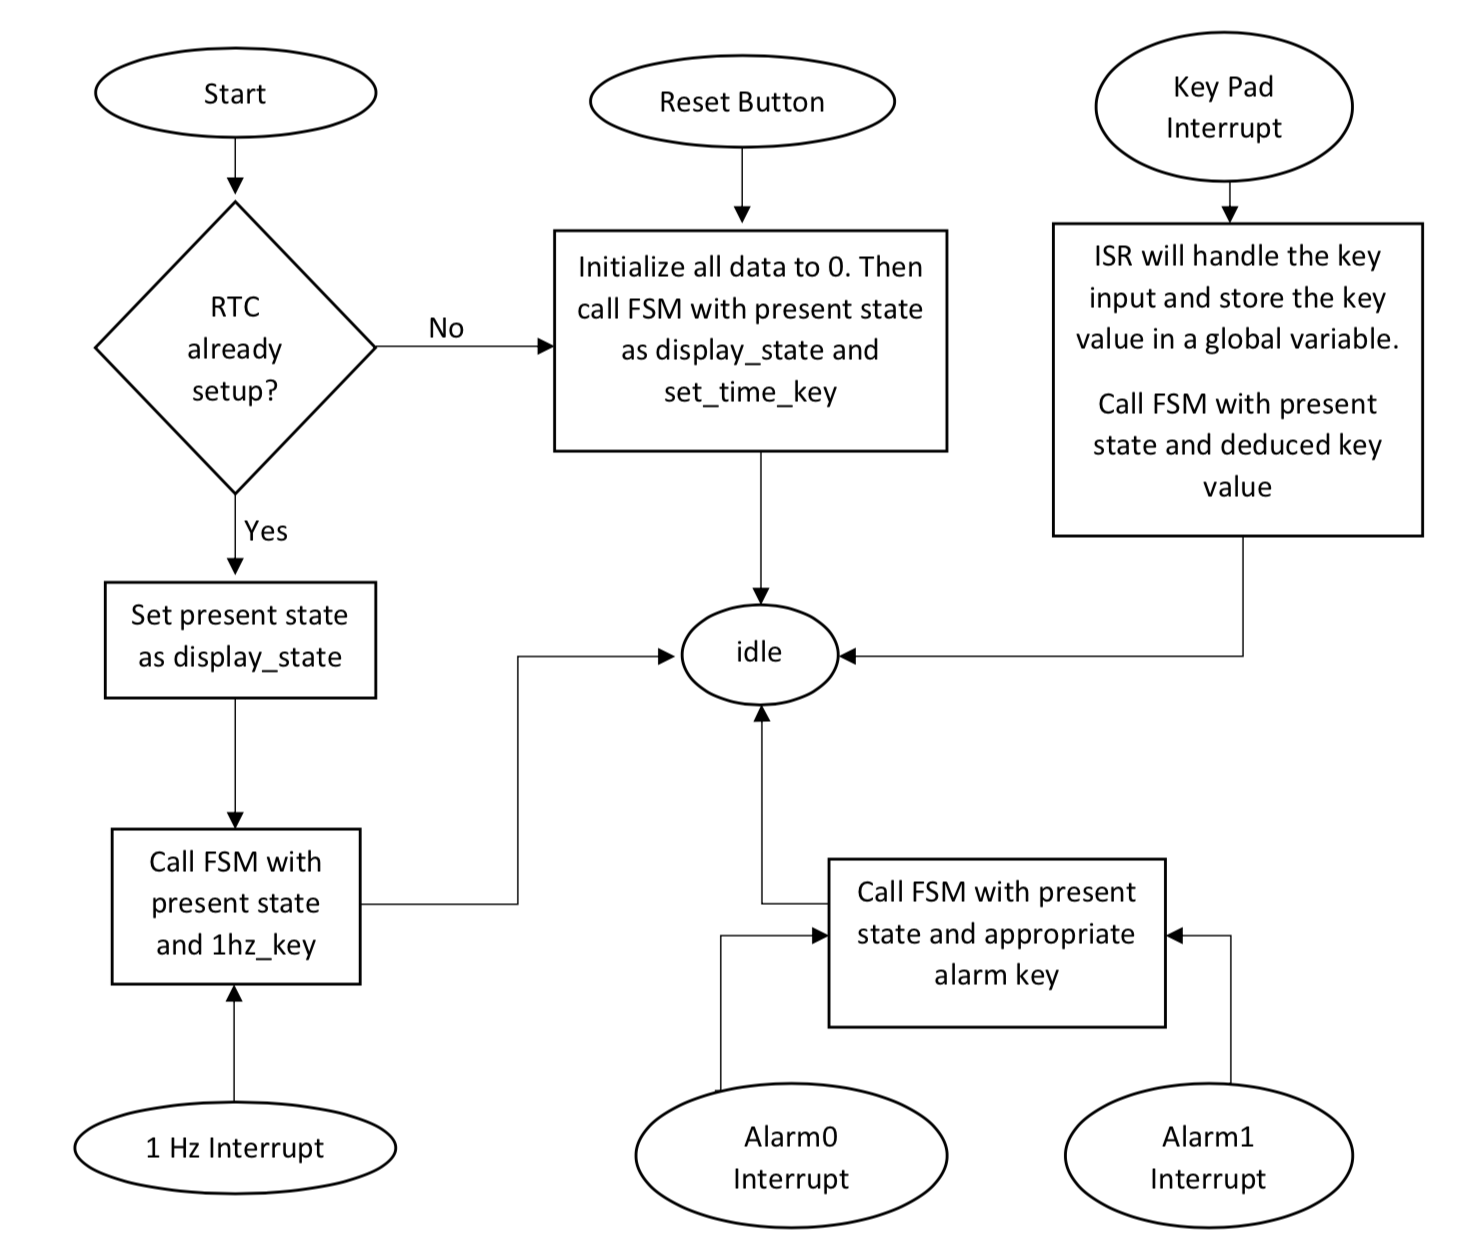 Start
Reset Button
Key Pad
Interrupt
RTC
already
setup?
No
Yes
Initialize all data to 0. Then
call FSM with present state
as display_state and
set_time_key
ISR will handle the key
input and store the key
value in a global variable.
Call FSM with present
state and deduced key
value
Set present state
as display_state
idle
Call FSM with
present state
and 1hz_key
Call FSM with present
state and appropriate
alarm key
1 Hz Interrupt
Alarm0
Interrupt
Alarm1
Interrupt